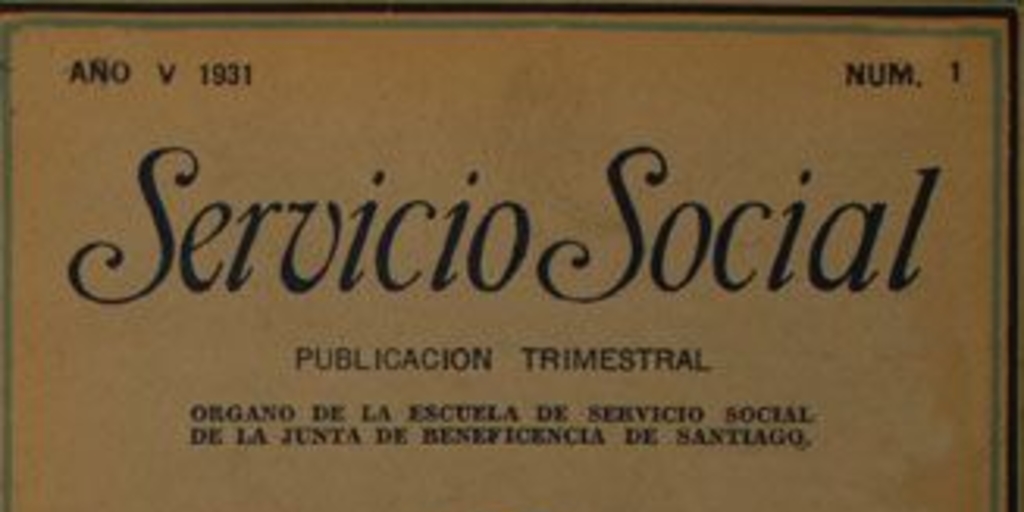 AÑO V 1931 NUM. 1
Servicio Social
PUBLICACION TRIMESTRAL
ORGANO DE LA ESCUELA DE SERVICIO SOCIAL
DE LA JUNTA DE BENEFICENCIA DE SANTIAGO.